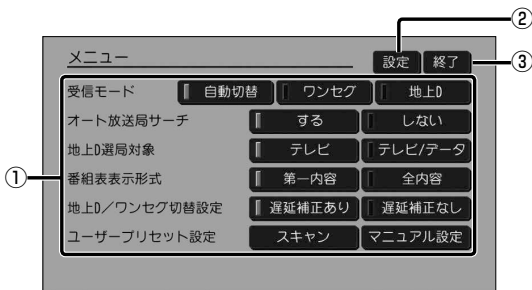 ②
メニュー 設定 終了 ③
受信モード 自動切替 ワンセグ 地上D
オート放送局サーチ する しない
地上D選局対象 テレビ テレビ/データ
① 番組表表示形式 第一内容 全内容
地上D／ワンセグ切替設定 遅延補正あり 遅延補正なし
ユーザープリセット設定 スキャン マニュアル設定